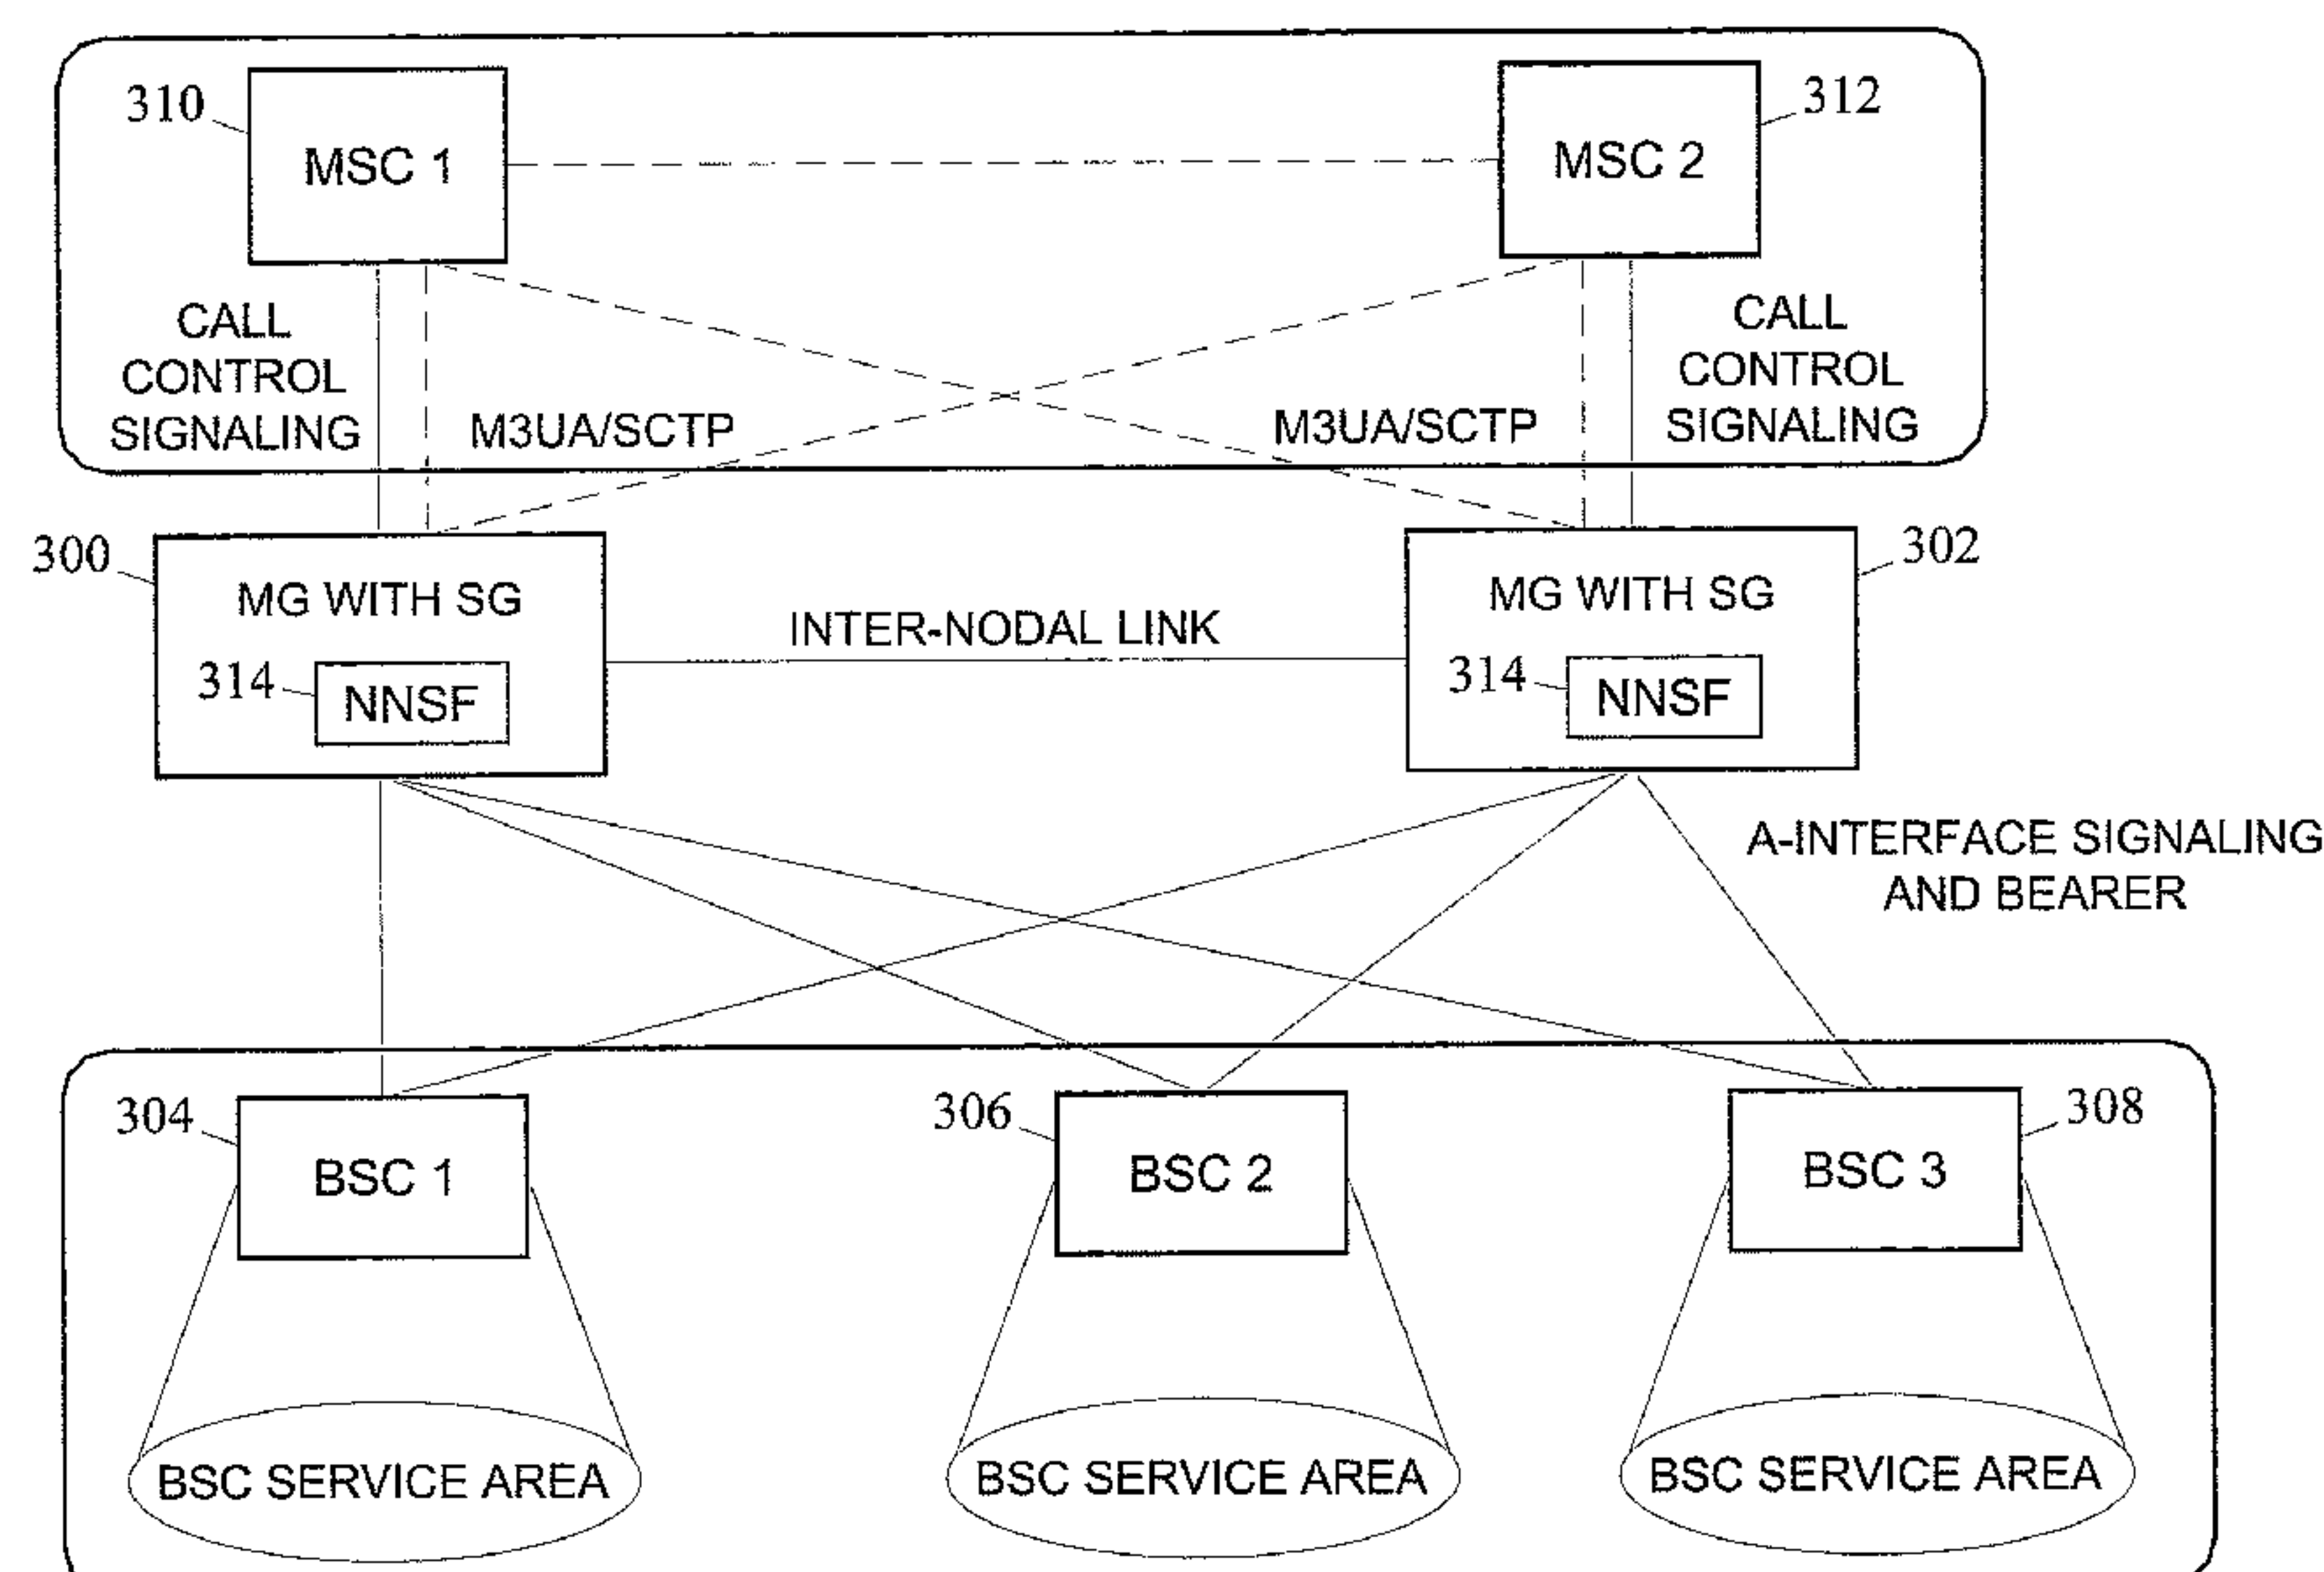 310
MSC 1
MSC 2
312
CALL
CONTROL
SIGNALING
M3UA/SCTP
M3UA/SCTP
CALL
CONTROL
SIGNALING
300
MG WITH SG
314
NNSF
INTER-NODAL LINK
302
MG WITH SG
314
NNSF
A-INTERFACE SIGNALING
AND BEARER
304
BSC 1
306
BSC 2
308
BSC 3
BSC SERVICE AREA
BSC SERVICE AREA
BSC SERVICE AREA